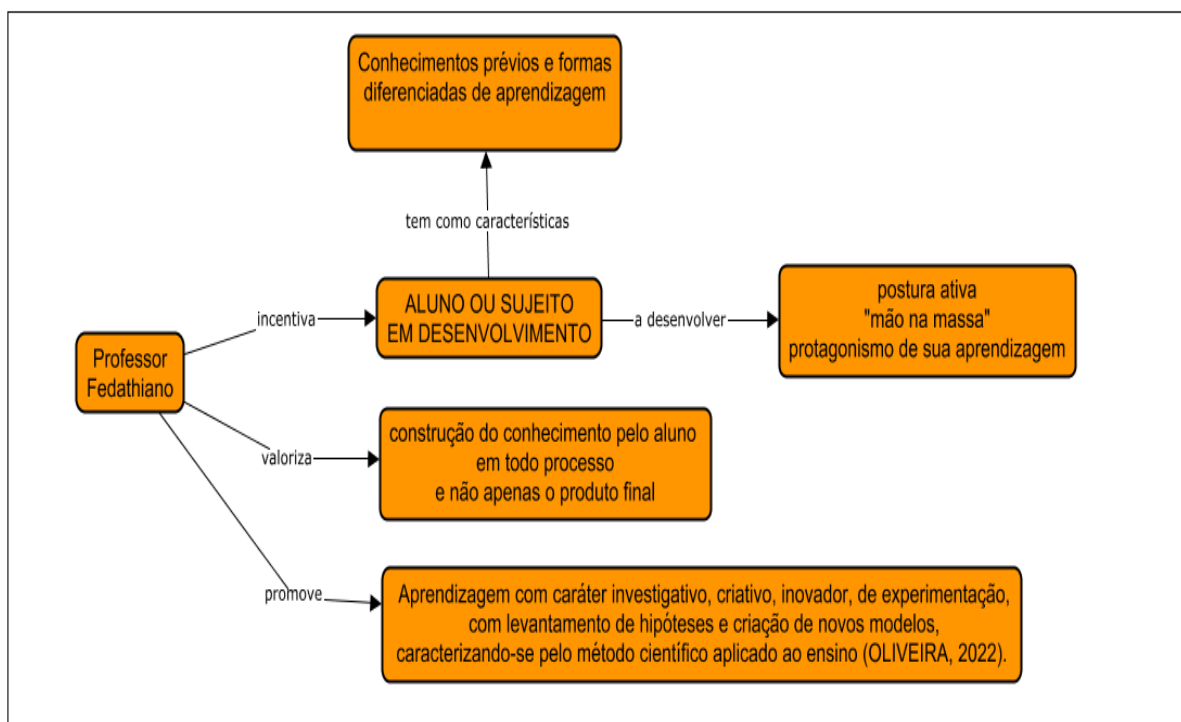 Conhecimentos prévios e formas
diferenciadas de aprendizagem
tem como características
incentiva
ALUNO OU SUJEITO
EM DESENVOLVIMENTO
a desenvolver
postura ativa
"mão na massa"
protagonismo de sua aprendizagem
Professor
Fedathiano
valoriza
construção do conhecimento pelo aluno
em todo processo
e não apenas o produto final
promove
Aprendizagem com caráter investigativo, criativo, inovador, de experimentação,
com levantamento de hipóteses e criação de novos modelos,
caracterizando-se pelo método científico aplicado ao ensino (OLIVEIRA, 2022).